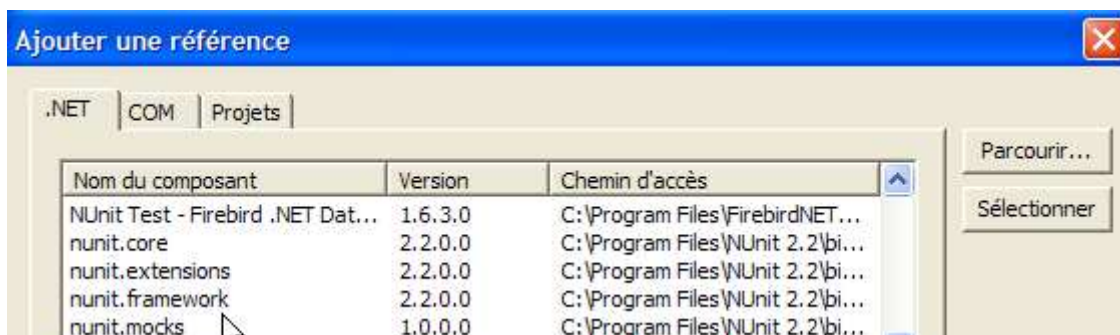 Ajouter une référence
.NET COM Projets
Parcourir...
Nom du composant Version Chemin d'accès
Sélectionner
NUnit Test - Firebird .NET Dat... 1.6.3.0 C:\Program Files\FirebirdNET...
nunit.core 2.2.0.0 C:\Program Files\NUnit 2.2\bi...
nunit.extensions 2.2.0.0 C:\Program Files\NUnit 2.2\bi...
nunit.framework 2.2.0.0 C:\Program Files\NUnit 2.2\bi...
nunit.mocks 1.0.0.0 C:\Program Files\NUnit 2.2\bi...